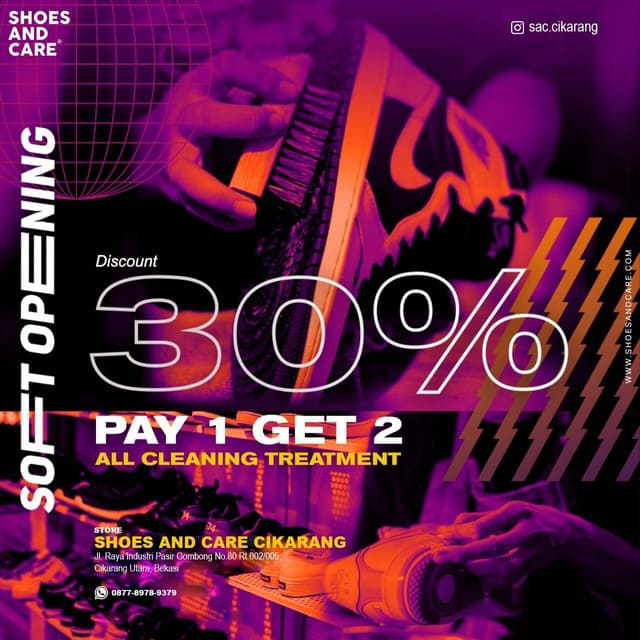 SHOES
AND
CARE®
sac.cikarang
SOFT OPENING
Discount
30%
PAY 1 GET 2
ALL CLEANING TREATMENT
WWW.SHOESANDCARE.COM
STORE
SHOES AND CARE CIKARANG
Jl. Raya Industri Pasir Gombong No.80 Rt 002/006
Cikarang Utara, Bekasi
0877-8978-9379